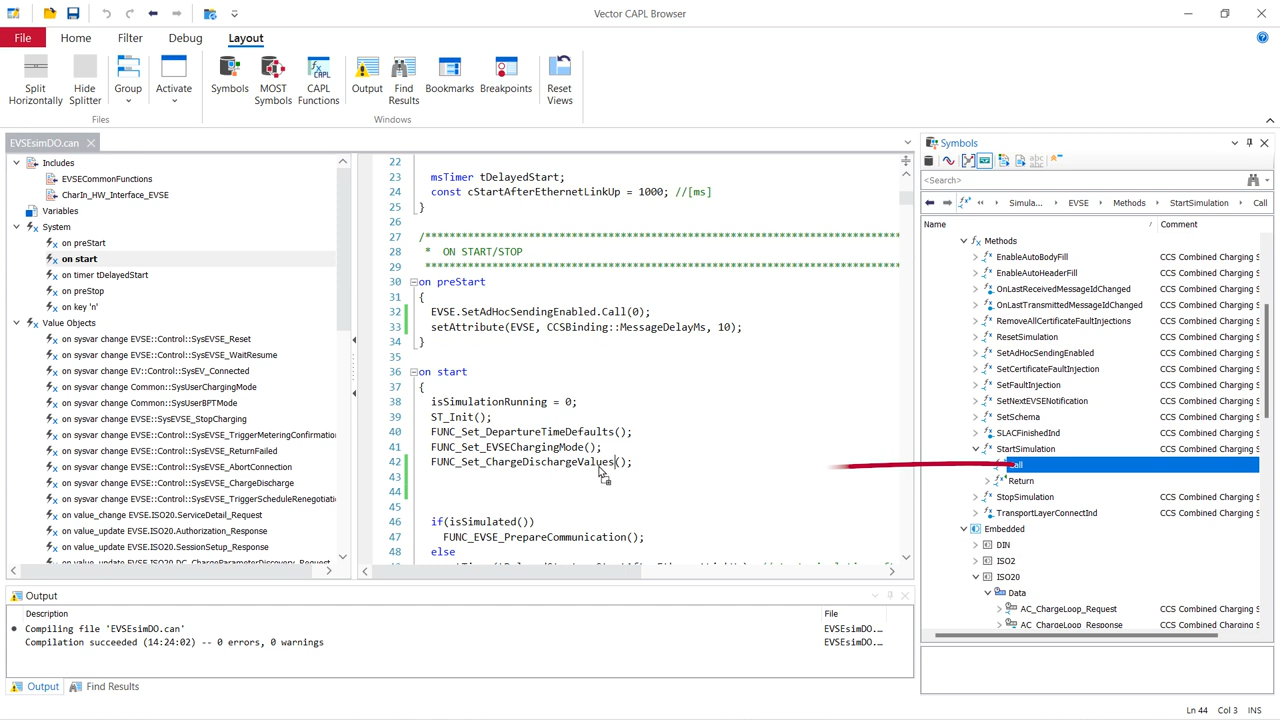 Vector CAPL Browser
File
Home
Filter
Debug
Layout
Split Horizontally
Hide Splitter
Group
Activate
Symbols
MOST Symbols
CAPL Functions
Output
Find Results
Bookmarks
Breakpoints
Reset Views
Files
Windows
EVSEsimDO.can
Includes
EVSECommonFunctions
CharIn_HW_Interface_EVSE
Variables
System
on preStart
on start
on timer tDelayedStart
on preStop
on key 'n'
Value Objects
on sysvar change EVSE::Control::SysEVSE_Reset
on sysvar change EVSE::Control::SysEVSE_WaitResume
on sysvar change EV::Control::SysEV_Connected
on sysvar change Common::SysUserChargingMode
on sysvar change Common::SysUserBPTMode
on sysvar change EVSE::SysEVSE_StopCharging
on sysvar change EVSE::Control::SysEVSE_TriggerMeteringConfirmation
on sysvar change EVSE::Control::SysEVSE_ReturnFailed
on sysvar change EVSE::Control::SysEVSE_AbortConnection
on sysvar change EVSE::Control::SysEVSE_ChargeDischarge
on sysvar change EVSE::Control::SysEVSE_TriggerScheduleRenegotiatio
on value_change EVSE.ISO20.ServiceDetail_Request
on value_update EVSE.ISO20.Authorization_Response
on value_update EVSE.ISO20.SessionSetup_Response
22
23 msTimer tDelayedStart;
24 const cStartAfterEthernetLinkUp = 1000; //[ms]
25 }
26
27 /********************************************************************************
28 * ON START/STOP
29 ********************************************************************************
30 on preStart
31 {
32 EVSE.SetAdHocSendingEnabled.Call(0);
33 setAttribute(EVSE, CCSBinding::MessageDelayMs, 10);
34 }
35
36 on start
37 {
38 isSimulationRunning = 0;
39 ST_Init();
40 FUNC_Set_DepartureTimeDefaults();
41 FUNC_Set_EVSEChargingMode();
42 FUNC_Set_ChargeDischargeValues();
43
44
45
46 if(isSimulated())
47 FUNC_EVSE_PrepareCommunication();
48 else
Symbols
<Search>
Simula... EVSE Methods StartSimulation Call
Name Comment
Methods
EnableAutoBodyFill CCS Combined Charging S
EnableAutoHeaderFill CCS Combined Charging S
OnLastReceivedMessageIdChanged CCS Combined Charging S
OnLastTransmittedMessageIdChanged CCS Combined Charging S
RemoveAllCertificateFaultInjections CCS Combined Charging S
ResetSimulation CCS Combined Charging S
SetAdHocSendingEnabled CCS Combined Charging S
SetCertificateFaultInjection CCS Combined Charging S
SetFaultInjection CCS Combined Charging S
SetNextEVSENotification CCS Combined Charging S
SetSchema CCS Combined Charging S
SLACFinishedInd CCS Combined Charging S
StartSimulation CCS Combined Charging S
Call
Return
StopSimulation CCS Combined Charging S
TransportLayerConnectInd CCS Combined Charging S
Embedded
DIN
ISO2
ISO20
Data
AC_ChargeLoop_Request CCS Combined Charging S
AC_ChargeLoop_Response CCS Combined Charging S
Output
Description File
Compiling file 'EVSEsimDO.can' EVSEsimDO....
Compilation succeeded (14:24:02) -- 0 errors, 0 warnings EVSEsimDO....
Output
Find Results
Ln 44 Col 3 INS